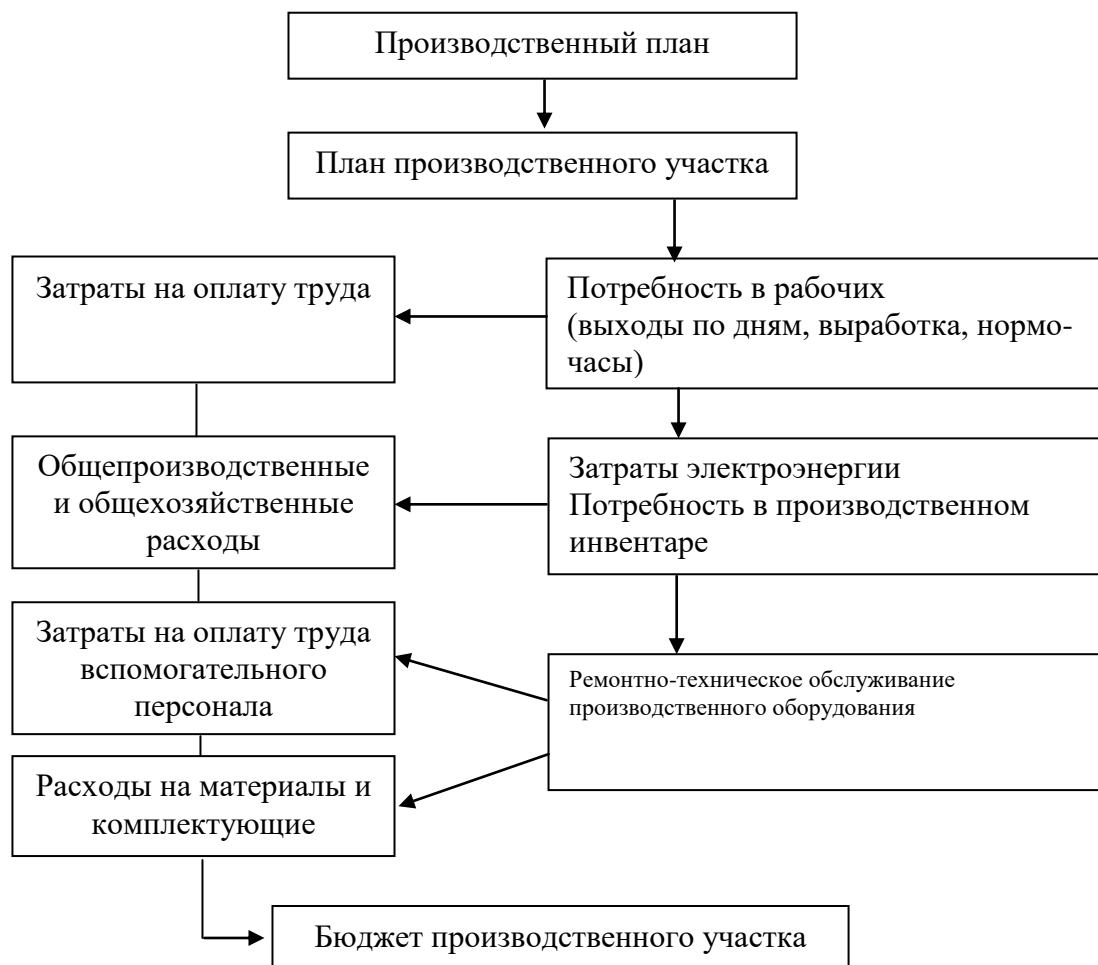 Производственный план
План производственного участка
Затраты на оплату труда
Потребность в рабочих
(выходы по дням, выработка, нормо-
часы)
Общепроизводственные
и общехозяйственные
расходы
Затраты электроэнергии
Потребность в производственном
инвентаре
Затраты на оплату труда
вспомогательного
персонала
Ремонтно-техническое обслуживание
производственного оборудования
Расходы на материалы и
комплектующие
Бюджет производственного участка